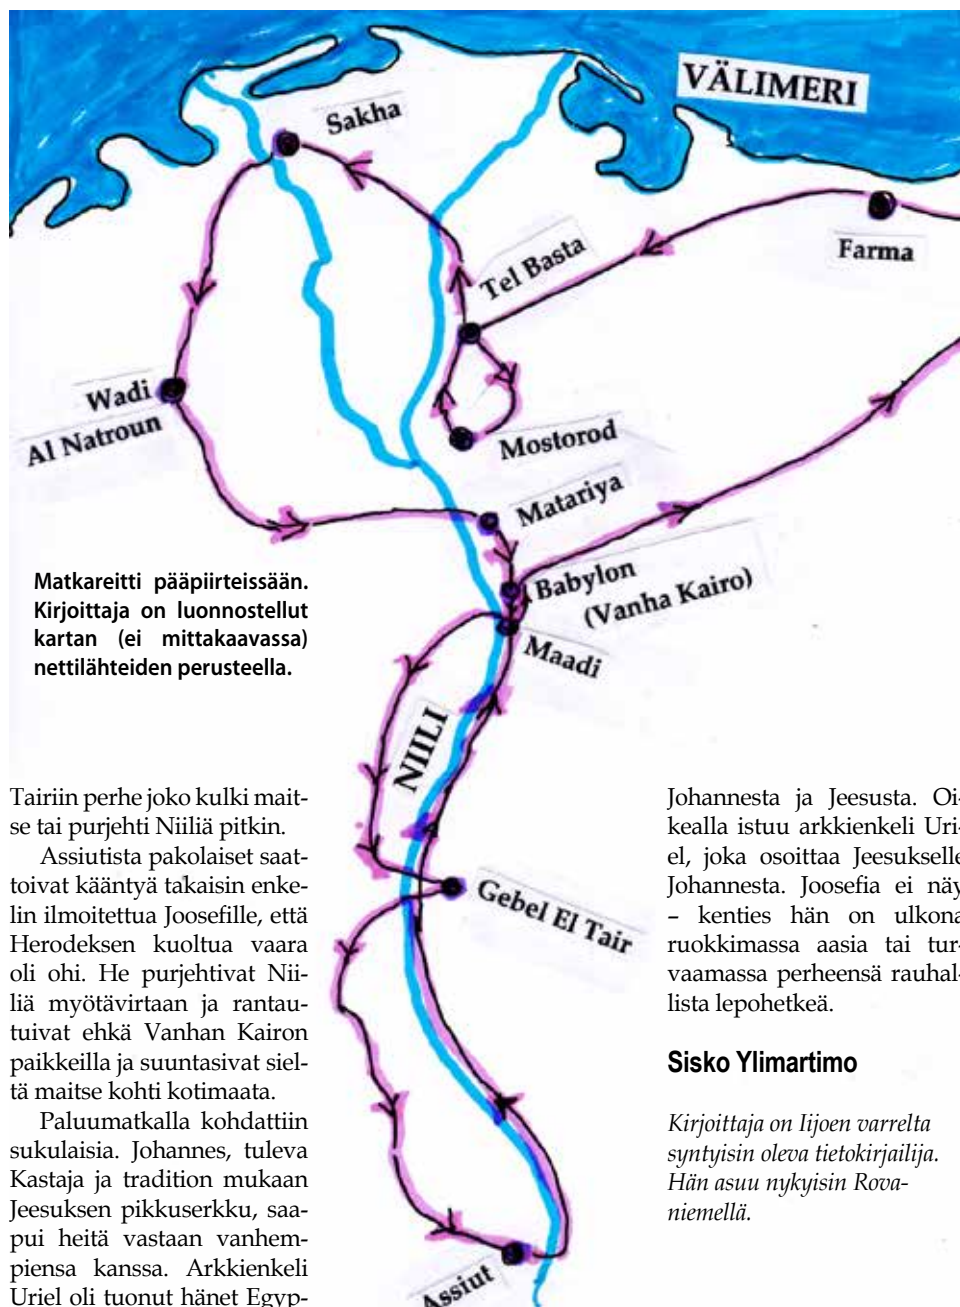 VÄLIMERI
Sakha
Farma
Tel Basta
Wadi
Al Natroun
Mostorod
Matariya
Babylon
(Vanha Kairo)
Maadi
NIILI
Gebel El Tair
Assiut
Matkareitti pääpiirteissään.
Kirjoittaja on luonnostellut
kartan (ei mittakaavassa)
nettilähteiden perusteella.
Tairiin perhe joko kulki mait-
se tai purjehti Niiliä pitkin.
Assiutista pakolaiset saat-
toivat kääntyä takaisin enke-
lin ilmoitettua Joosefille, että
Herodeksen kuoltua vaara
oli ohi. He purjehtivat Nii-
liä myötävirtaan ja rantau-
tuivat ehkä Vanhan Kairon
paikkeilla ja suuntasivat siel-
tä maitse kohti kotimaata.
Paluumatkalla kohdattiin
sukulaisia. Johannes, tuleva
Kastaja ja tradition mukaan
Jeesuksen pikkuserkku, saa-
pui heitä vastaan vanhem-
piensa kanssa. Arkkienkeli
Uriel oli tuonut hänet Egyp-
Johannesta ja Jeesusta. Oi-
kealla istuu arkkienkeli Uri-
el, joka osoittaa Jeesukselle
Johannesta. Joosefia ei näy
– kenties hän on ulkona
ruokkimassa aasia tai tur-
vaamassa perheensä rauhal-
lista lepohetkeä.
Sisko Ylimartimo
Kirjoittaja on Iijoen varrelta
syntyisin oleva tietokirjailija.
Hän asuu nykyisin Rova-
niemellä.